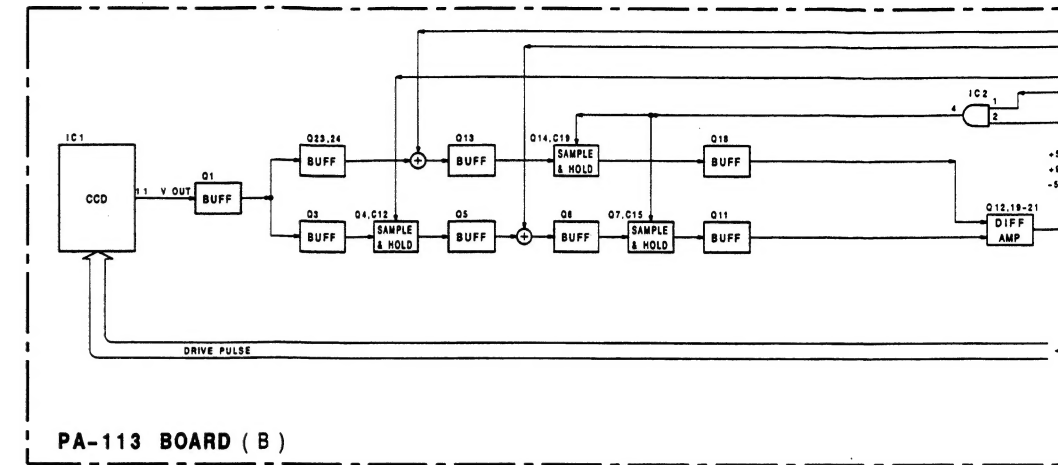 IC2
4
1
2
IC1
CCD
11 V OUT
Q1
BUFF
Q23,24
BUFF
Q13
BUFF
Q14,C19
SAMPLE
& HOLD
Q18
BUFF
Q3
BUFF
Q4,C12
SAMPLE
& HOLD
Q5
BUFF
Q6
BUFF
Q7,C15
SAMPLE
& HOLD
Q11
BUFF
Q12,19-21
DIFF
AMP
DRIVE PULSE
PA-113 BOARD (B)